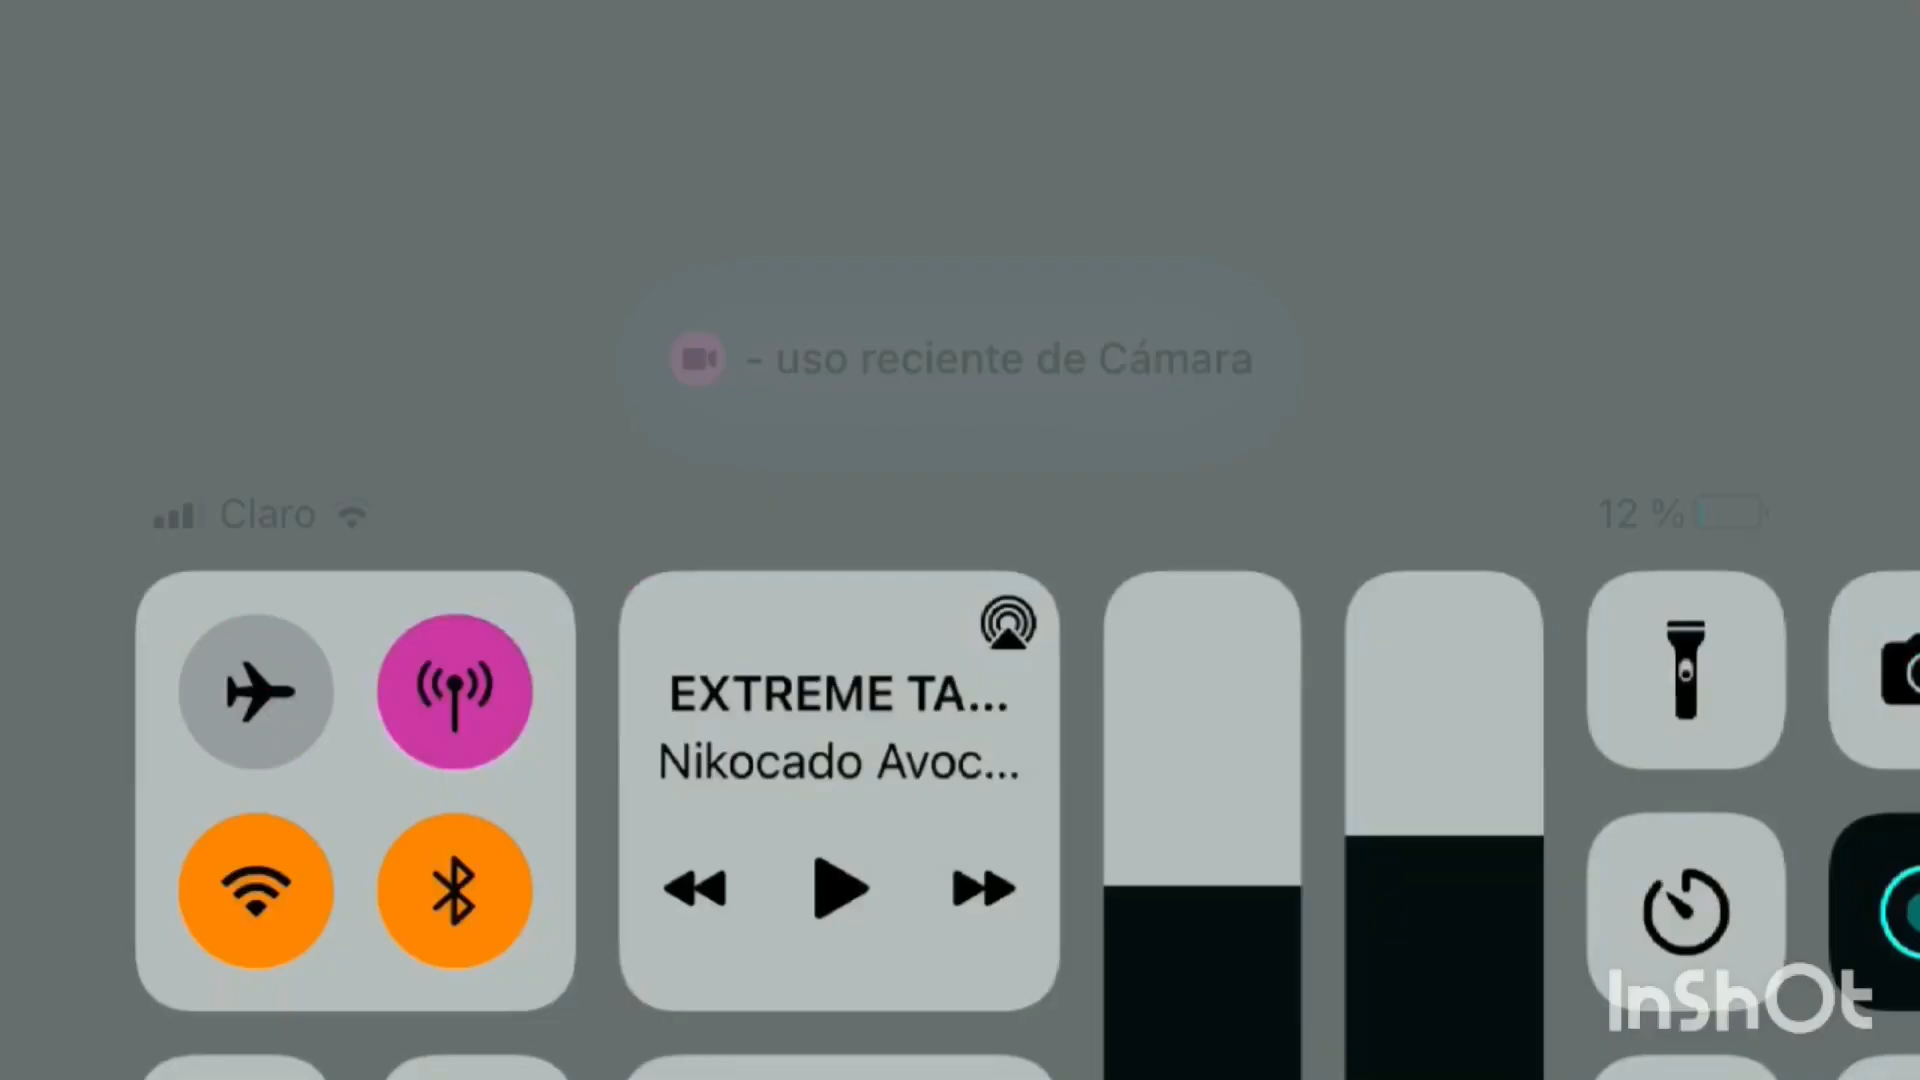 - uso reciente de Cámara
Claro
12 %
EXTREME TA...
Nikocado Avoc...
InShOt